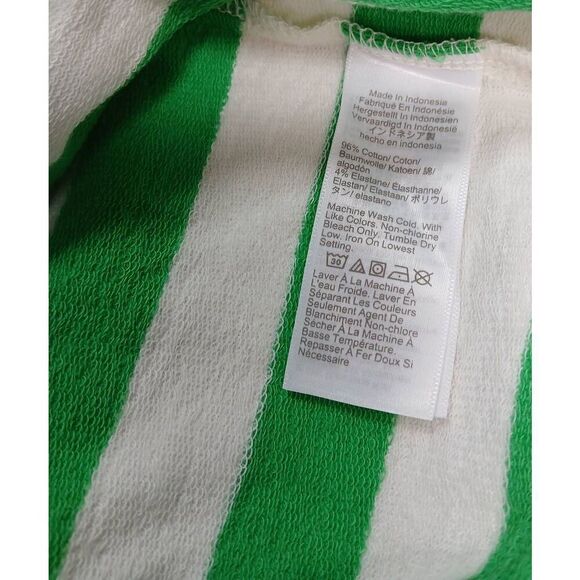 Made In Indonesia
Fabriqué En Indonésie
Hergestellt In Indonesien
Vervaardigd In Indonesie
インドネシア製
hecho en indonesia
96% Cotton/ Coton/
Baumwolle/ Katoen/ 綿/
algodón
4% Elastane/ Élasthanne/
Elastan/ Elastaan/ ポリウレ
タン/ elastano
Machine Wash Cold. With
Like Colors. Non-chlorine
Bleach Only. Tumble Dry
Low. Iron On Lowest
Setting.
30
Laver À La Machine À
L'eau Froide. Laver En
Séparant Les Couleurs
Seulement Agent De
Blanchiment Non-chlore
Sécher À La Machine À
Basse Température.
Repasser À Fer Doux Si
Nécessaire